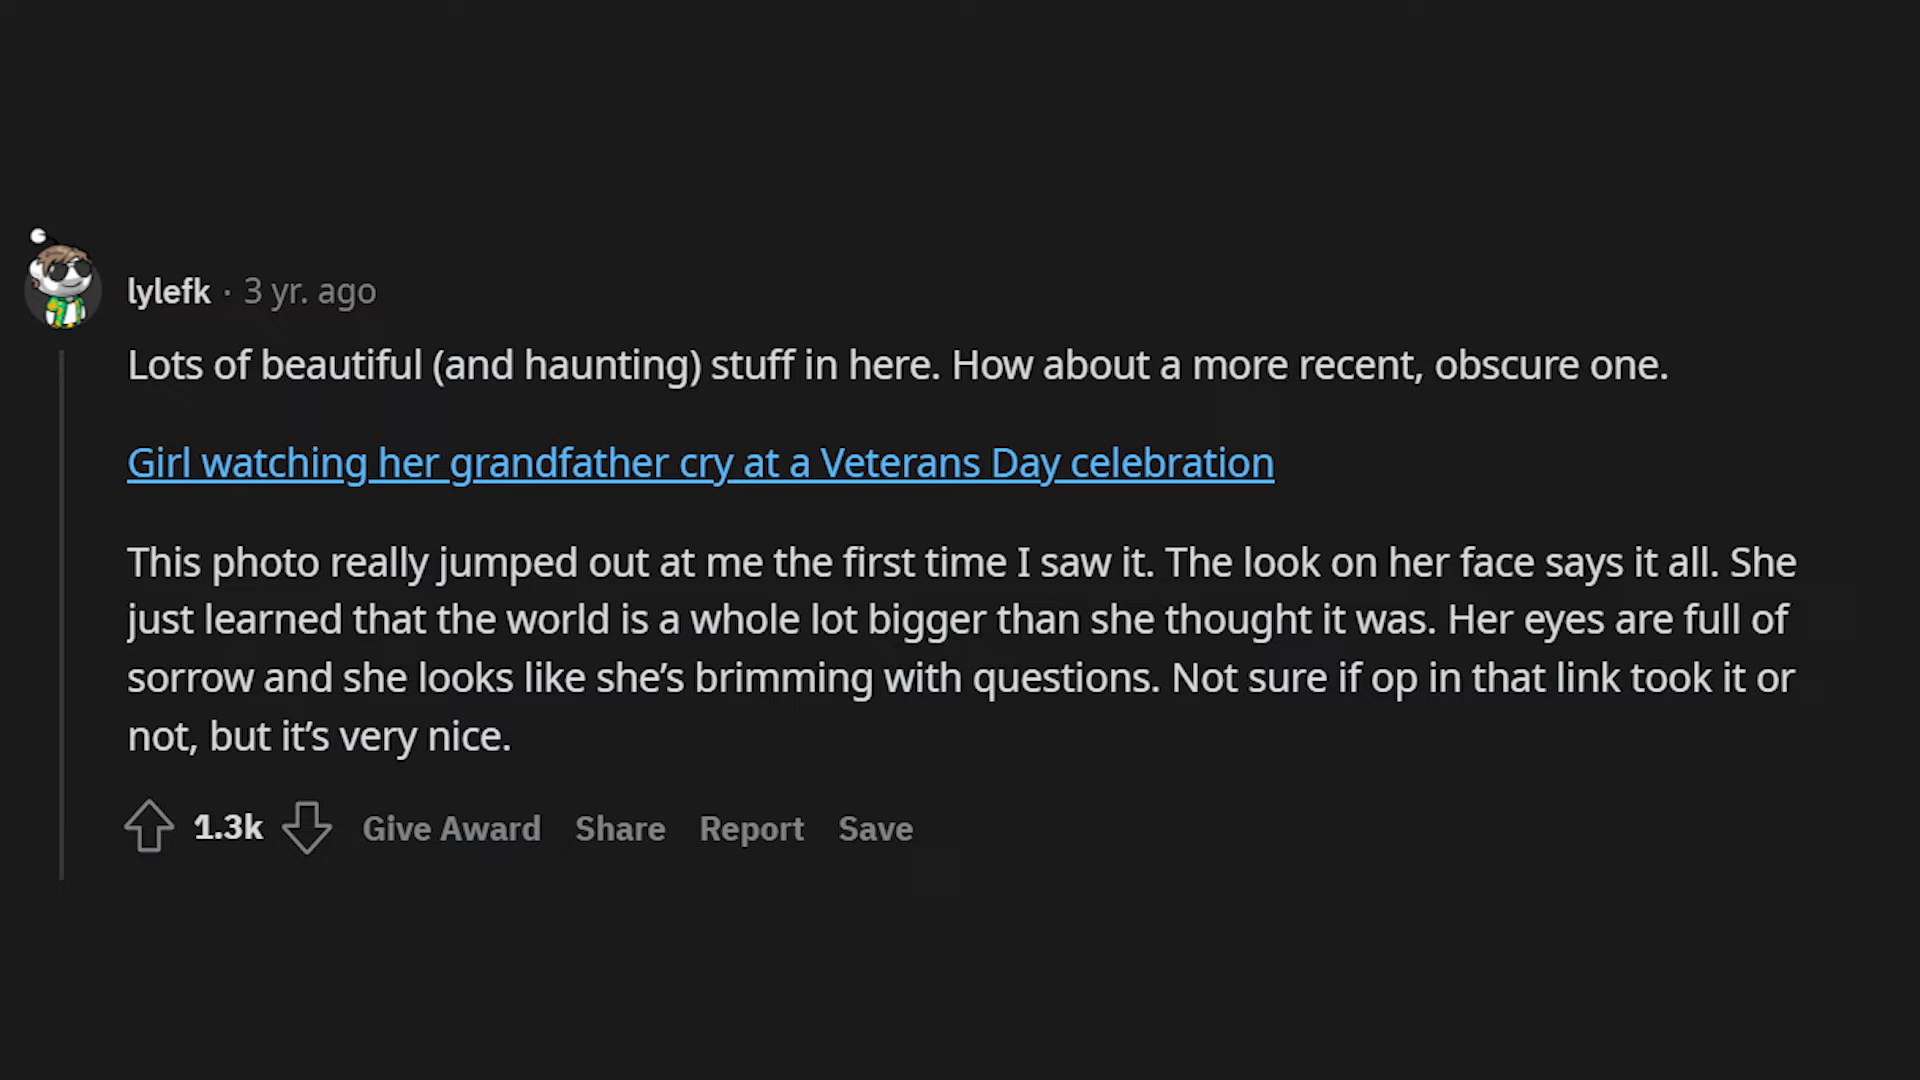 lylefk · 3 yr. ago
Lots of beautiful (and haunting) stuff in here. How about a more recent, obscure one.
Girl watching her grandfather cry at a Veterans Day celebration
This photo really jumped out at me the first time I saw it. The look on her face says it all. She
just learned that the world is a whole lot bigger than she thought it was. Her eyes are full of
sorrow and she looks like she’s brimming with questions. Not sure if op in that link took it or
not, but it’s very nice.
1.3k Give Award Share Report Save